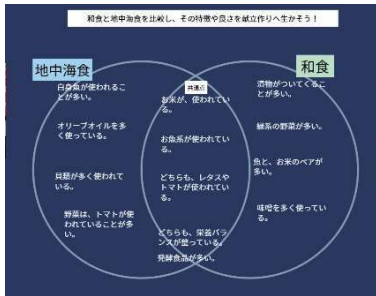 和食と地中海食を比較し、その特徴や良さを献立作りへ生かそう！
地中海食
白身魚が使われるこ
とが多い。
オリーブオイルを多
く使っている。
貝類が多く使われて
いる。
野菜は、トマトが使
われていることが多
い。
共通点
お米が、使われてい
る。
お魚系が使われてい
る。
どちらも、レタスや
トマトが使われてい
る。
どちらも、栄養バラ
ンスが整っている。
発酵食品が多い。
和食
漬物がついてくるこ
とが多い。
緑系の野菜が多い。
魚と、お米のペアが
多い。
味噌を多く使ってい
る。